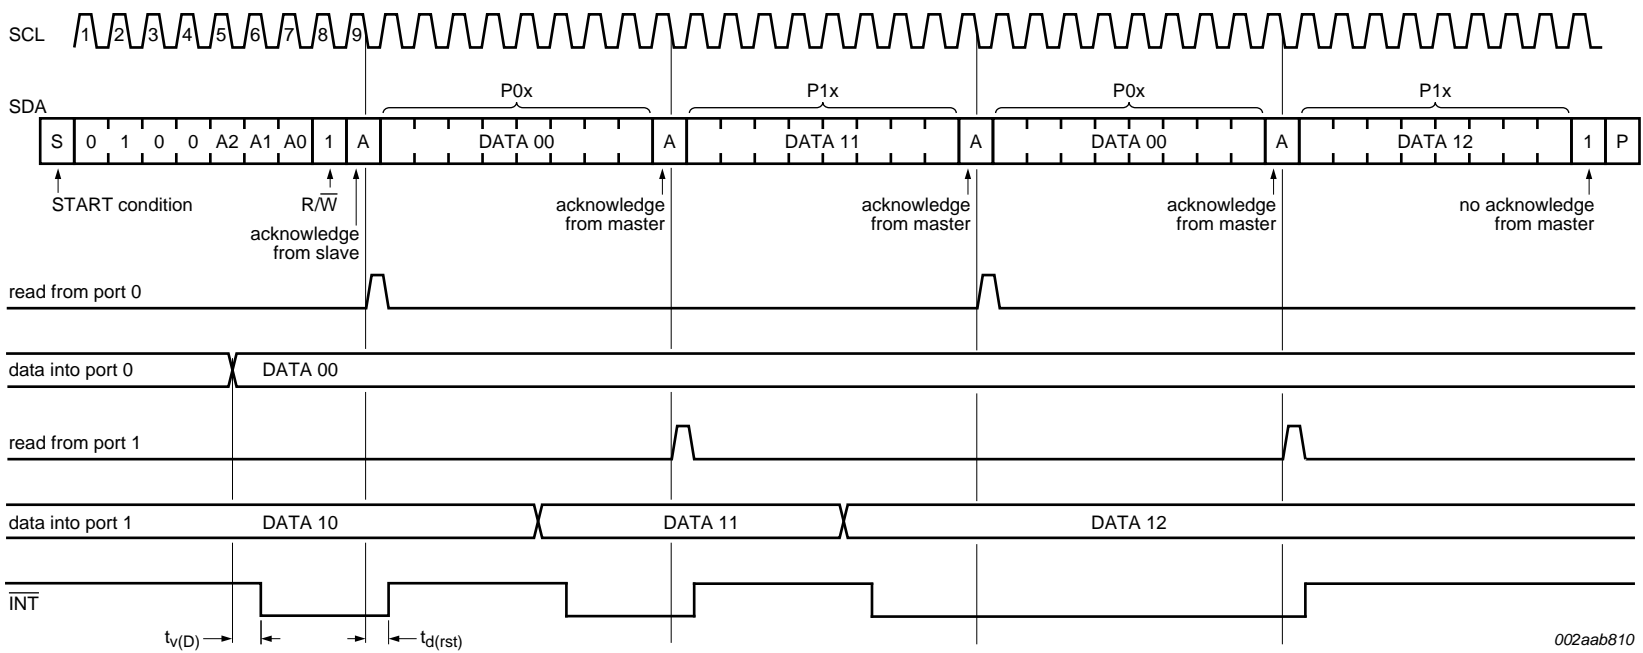 SCL 1 2 3 4 5 6 7 8 9
P0x P1x P0x P1x
SDA
S 0 1 0 0 A2 A1 A0 1 A DATA 00 A DATA 11 A DATA 00 A DATA 12 1 P
START condition R/W̅ acknowledge from master acknowledge from master acknowledge from master no acknowledge from master
acknowledge
from slave
read from port 0
data into port 0 DATA 00
read from port 1
data into port 1 DATA 10 DATA 11 DATA 12
I̅N̅T̅
tv(D) td(rst) 002aab810